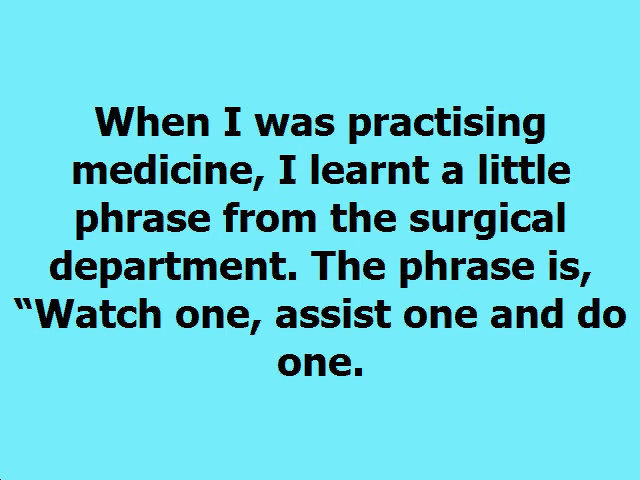 When I was practising
medicine, I learnt a little
phrase from the surgical
department. The phrase is,
“Watch one, assist one and do
one.